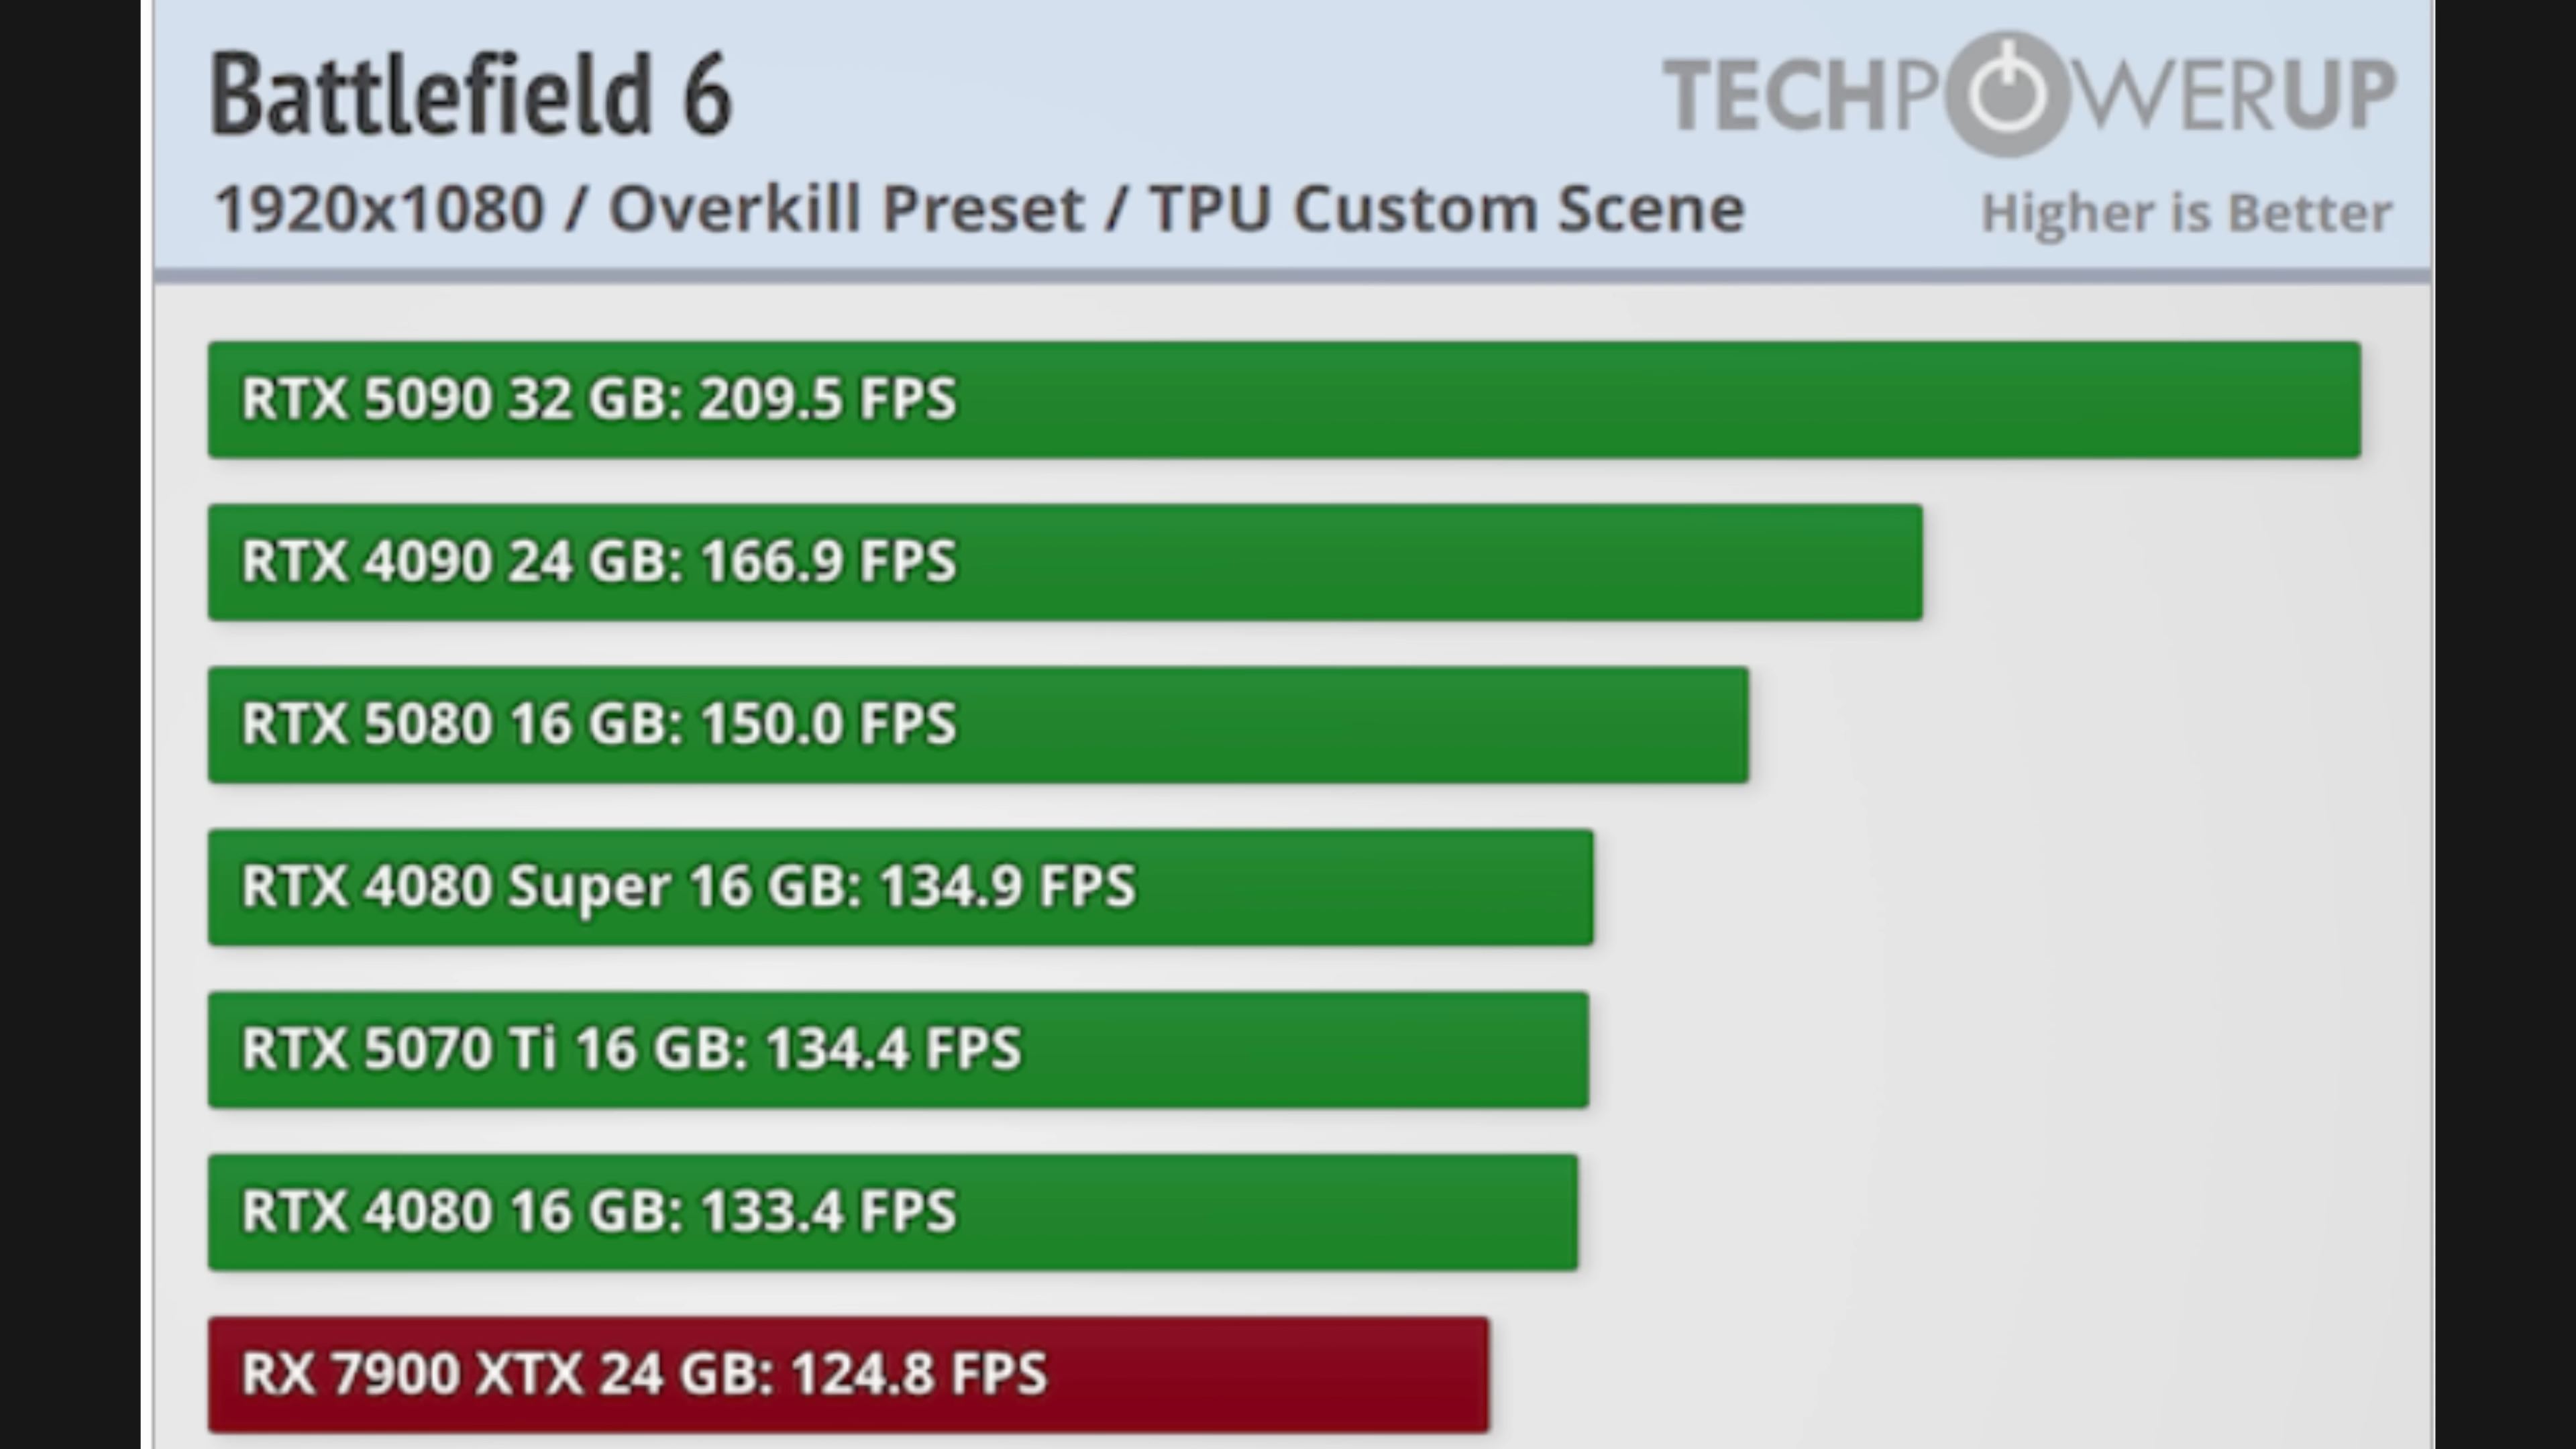 Battlefield 6
TECHPOWERUP
1920x1080 / Overkill Preset / TPU Custom Scene
Higher is Better
RTX 5090 32 GB: 209.5 FPS
RTX 4090 24 GB: 166.9 FPS
RTX 5080 16 GB: 150.0 FPS
RTX 4080 Super 16 GB: 134.9 FPS
RTX 5070 Ti 16 GB: 134.4 FPS
RTX 4080 16 GB: 133.4 FPS
RX 7900 XTX 24 GB: 124.8 FPS